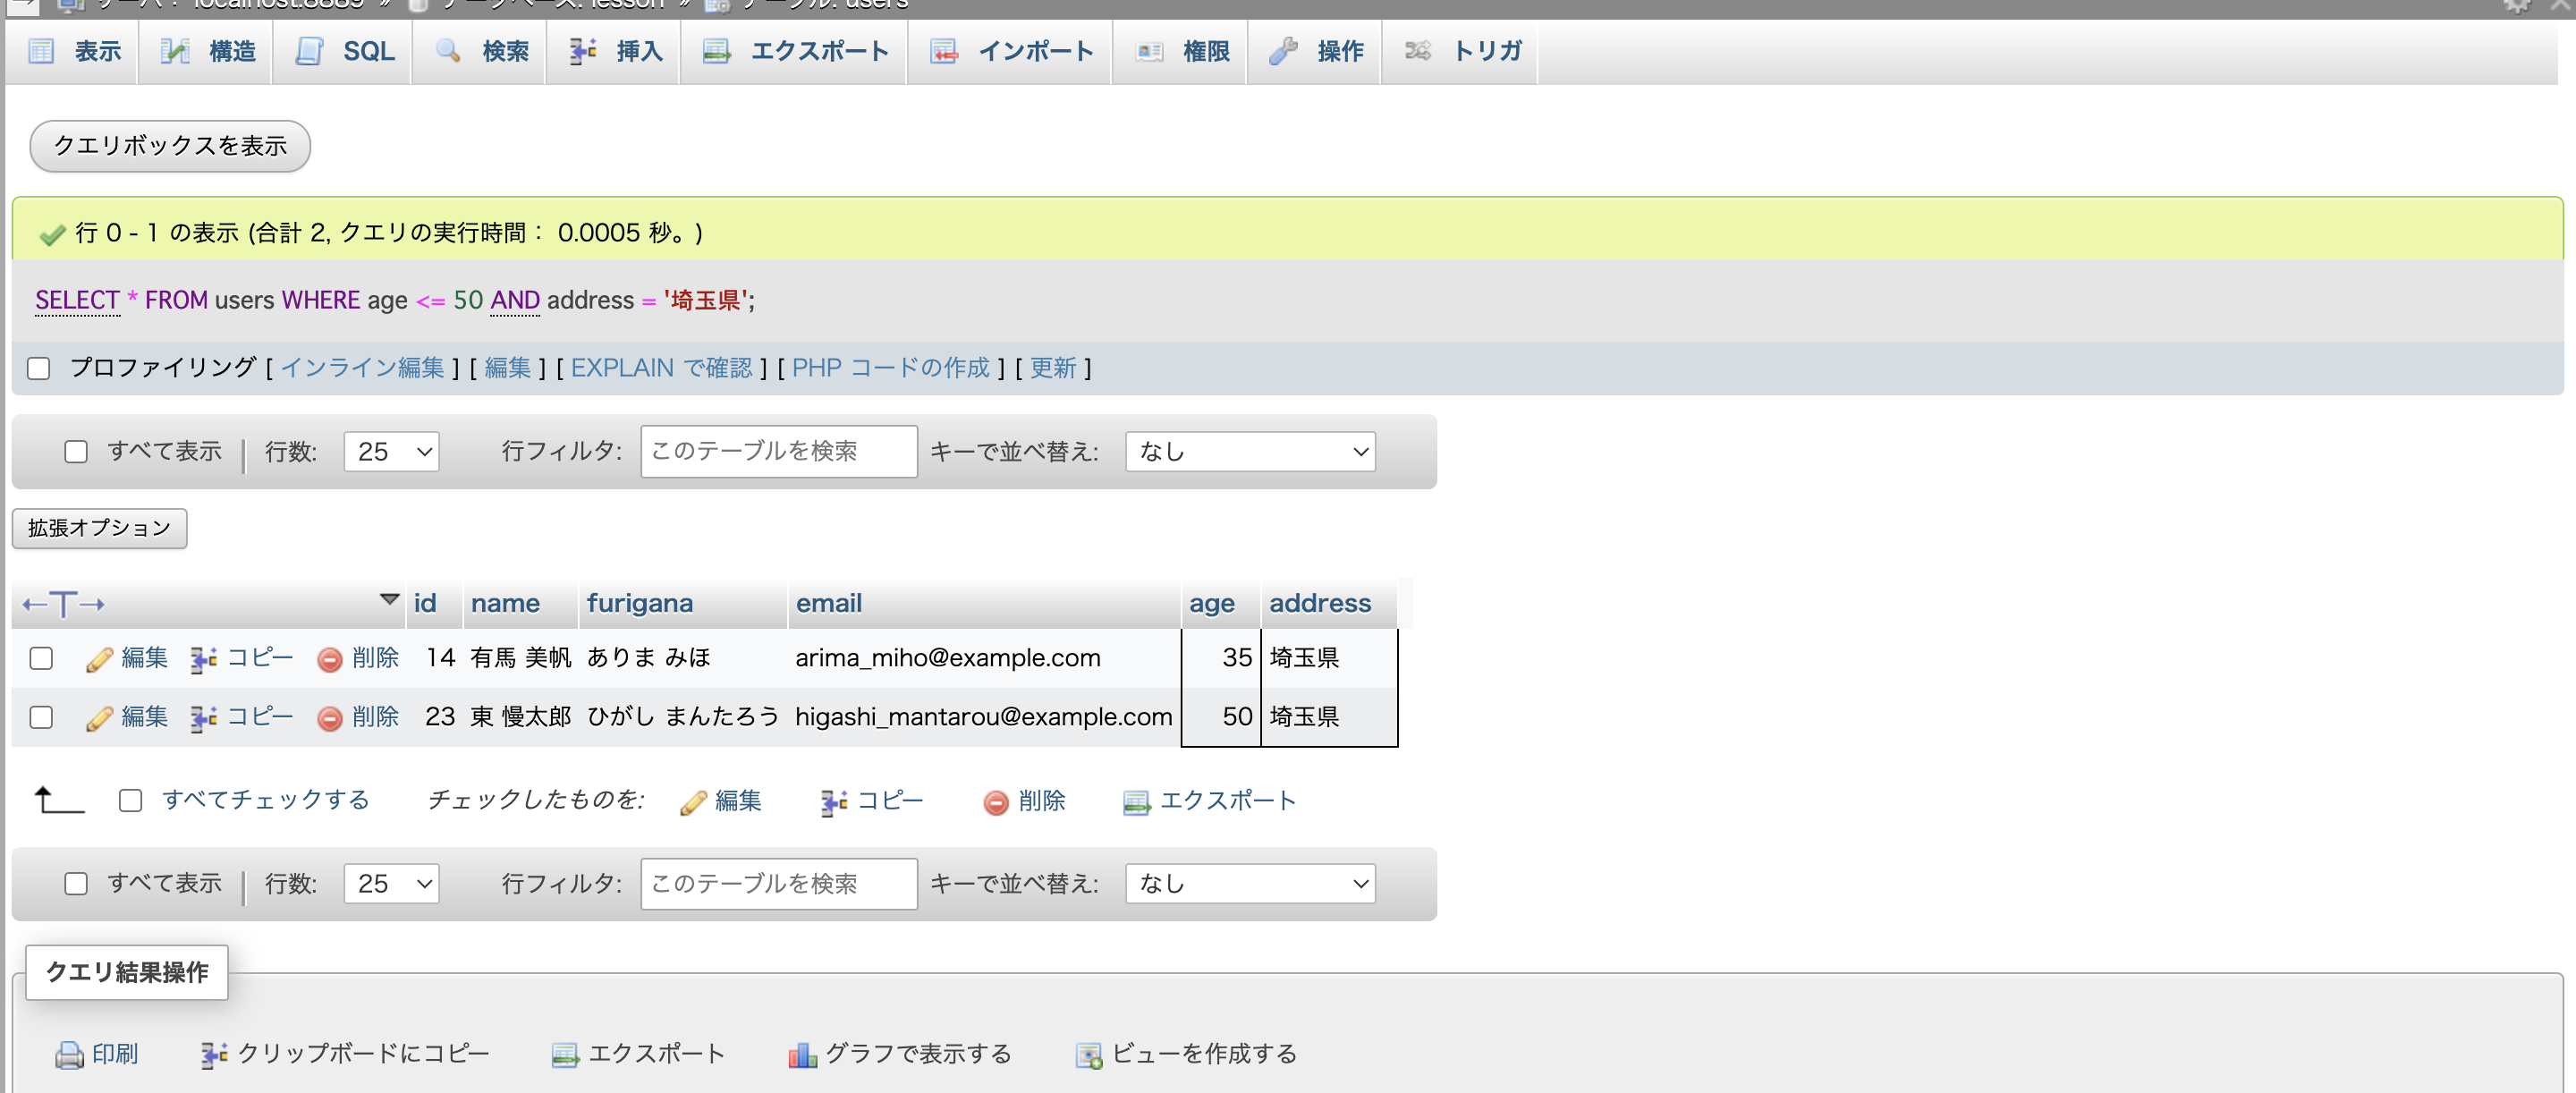 サーバ: localhost:8889 » データベース: lesson » テーブル: users
表示 構造 SQL 検索 挿入 エクスポート インポート 権限 操作 トリガ
クエリボックスを表示
行 0 - 1 の表示 (合計 2, クエリの実行時間: 0.0005 秒。)
SELECT * FROM users WHERE age <= 50 AND address = '埼玉県';
プロファイリング [ インライン編集 ] [ 編集 ] [ EXPLAIN で確認 ] [ PHP コードの作成 ] [ 更新 ]
すべて表示 行数: 25 行フィルタ: このテーブルを検索 キーで並べ替え: なし
拡張オプション
←T→ id name furigana email age address
編集 コピー 削除 14 有馬 美帆 ありま みほ arima_miho@example.com 35 埼玉県
編集 コピー 削除 23 東 慢太郎 ひがし まんたろう higashi_mantarou@example.com 50 埼玉県
すべてチェックする チェックしたものを: 編集 コピー 削除 エクスポート
すべて表示 行数: 25 行フィルタ: このテーブルを検索 キーで並べ替え: なし
クエリ結果操作
印刷 クリップボードにコピー エクスポート グラフで表示する ビューを作成する